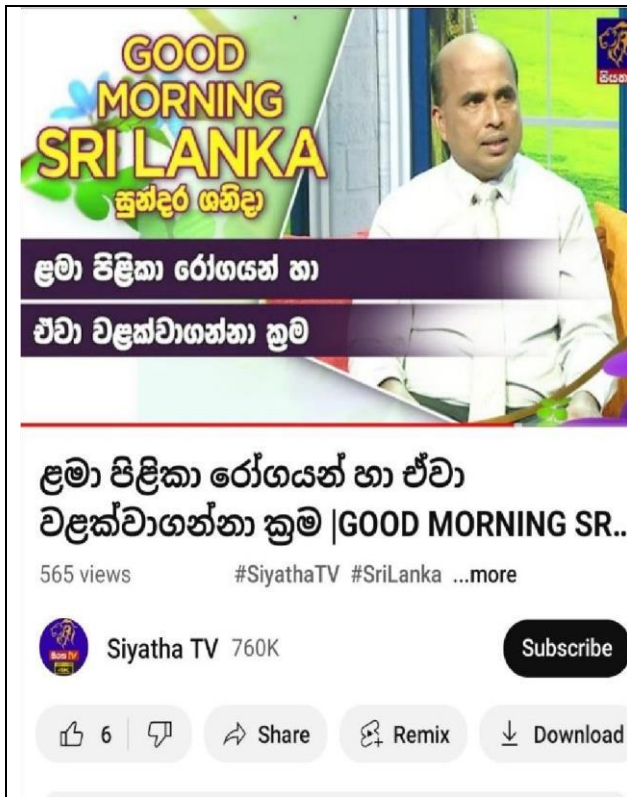 GOOD
MORNING
SRI LANKA
සුන්දර ශනිදා
සියත
ළමා පිළිකා රෝගයන් හා
ඒවා වළක්වාගන්නා ක්‍රම
ළමා පිළිකා රෝගයන් හා ඒවා
වළක්වාගන්නා ක්‍රම |GOOD MORNING SR..
565 views #SiyathaTV #SriLanka ...more
Siyatha TV 760K Subscribe
6 Share Remix Download